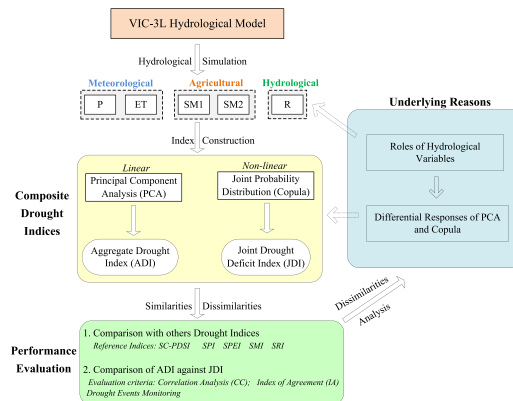 VIC-3L Hydrological Model
Hydrological Simulation
Meteorological Agricultural Hydrological
P ET SM1 SM2 R
Index Construction
Composite
Drought
Indices
Linear
Principal Component
Analysis (PCA)
Aggregate Drought
Index (ADI)
Non-linear
Joint Probability
Distribution (Copula)
Joint Drought
Deficit Index (JDI)
Underlying Reasons
Roles of Hydrological
Variables
Differential Responses of PCA
and Copula
Similarities Dissimilarities
Dissimilarities
Analysis
Performance
Evaluation
1. Comparison with others Drought Indices
Reference Indices: SC-PDSI SPI SPEI SMI SRI
2. Comparison of ADI against JDI
Evaluation criteria: Correlation Analysis (CC); Index of Agreement (IA)
Drought Events Monitoring